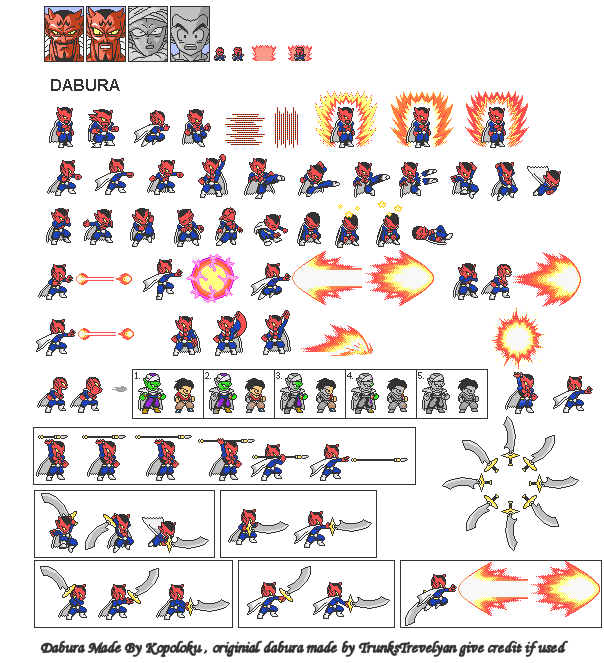 DABURA
1. 2. 3. 4. 5.
Dabura Made By Kopoloku , originial dabura made by TrunksTrevelyan give credit if used